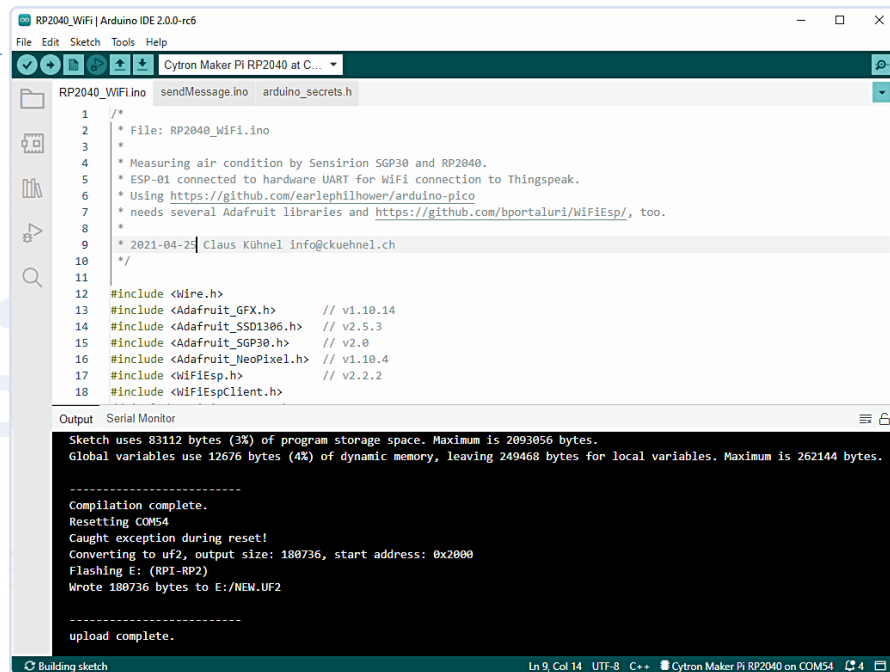 RP2040_WiFi | Arduino IDE 2.0.0-rc6
File Edit Sketch Tools Help
Cytron Maker Pi RP2040 at C...
RP2040_WiFi.ino sendMessage.ino arduino_secrets.h
1 /*
2 * File: RP2040_WiFi.ino
3 *
4 * Measuring air condition by Sensirion SGP30 and RP2040.
5 * ESP-01 connected to hardware UART for WiFi connection to Thingspeak.
6 * Using https://github.com/earlephilhower/arduino-pico
7 * needs several Adafruit libraries and https://github.com/bportaluri/WiFiEsp/, too.
8 *
9 * 2021-04-25 Claus Kühnel info@ckuehnel.ch
10 */
11
12 #include <Wire.h>
13 #include <Adafruit_GFX.h> // v1.10.14
14 #include <Adafruit_SSD1306.h> // v2.5.3
15 #include <Adafruit_SGP30.h> // v2.0
16 #include <Adafruit_NeoPixel.h> // v1.10.4
17 #include <WiFiEsp.h> // v2.2.2
18 #include <WiFiEspClient.h>
Output Serial Monitor
Sketch uses 83112 bytes (3%) of program storage space. Maximum is 2093056 bytes.
Global variables use 12676 bytes (4%) of dynamic memory, leaving 249468 bytes for local variables. Maximum is 262144 bytes.
--------------------------
Compilation complete.
Resetting COM54
Caught exception during reset!
Converting to uf2, output size: 180736, start address: 0x2000
Flashing E: (RPI-RP2)
Wrote 180736 bytes to E:/NEW.UF2
--------------------------
upload complete.
Building sketch Ln 9, Col 14 UTF-8 C++ Cytron Maker Pi RP2040 on COM54 4